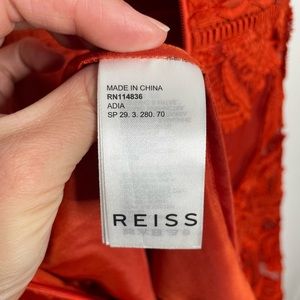 MADE IN CHINA
RN114836
ADIA
SP 29. 3. 280. 70
REISS